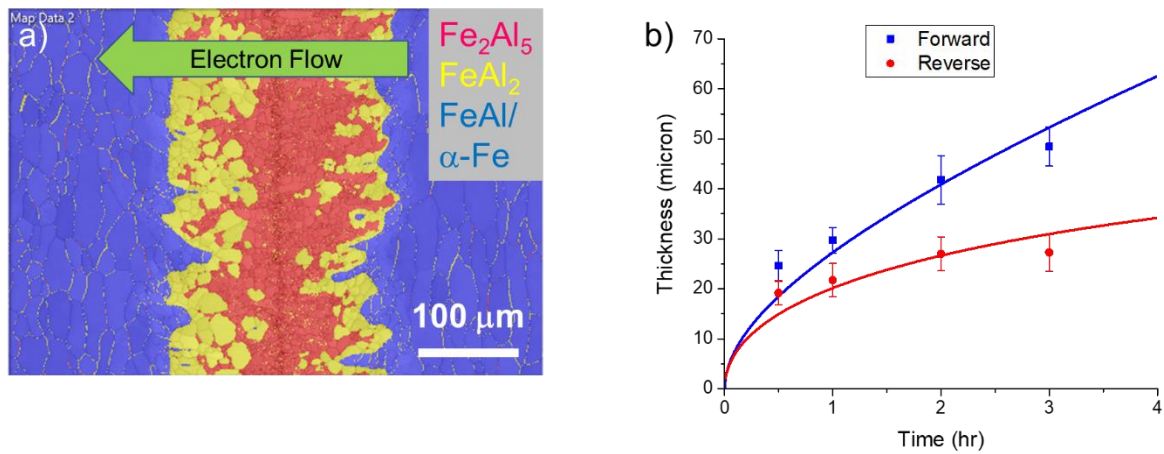 Map Data 2
a)
Electron Flow
Fe₂Al₅
FeAl₂
FeAl/
α-Fe
100 μm
b)
70
60
50
40
30
20
10
0
Thickness (micron)
Forward
Reverse
0 1 2 3 4
Time (hr)